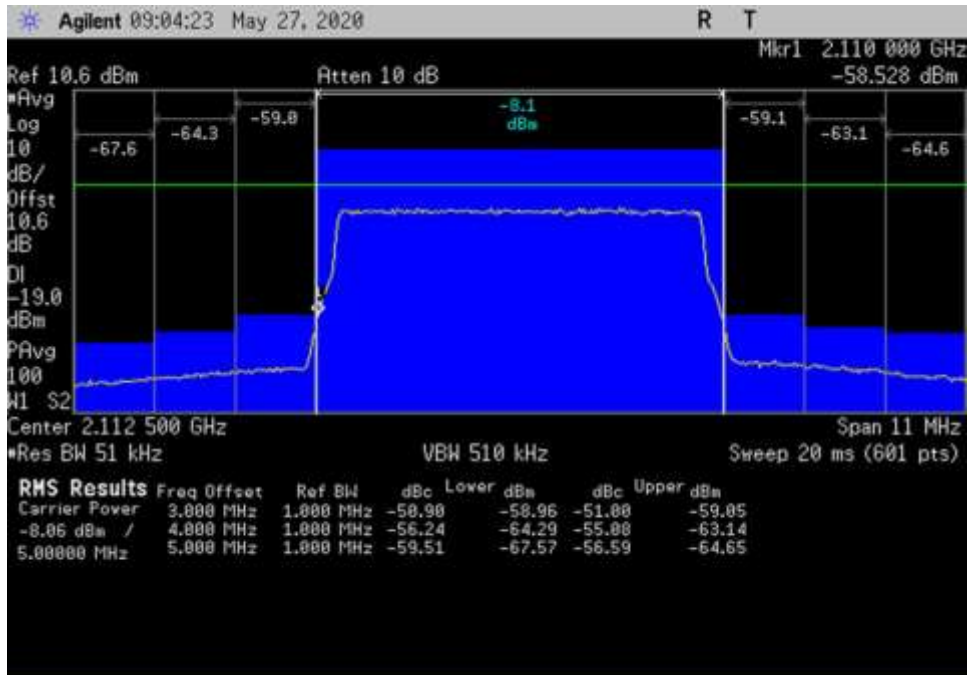 Agilent 09:04:23 May 27, 2020 R T
Mkr1 2.110 000 GHz
Ref 10.6 dBm Atten 10 dB -58.528 dBm
#Avg
Log
10
dB/
Offst
10.6
dB
DI
-19.0
dBm
PAvg
100
W1 S2
-67.6 -64.3 -59.0 -8.1 dBm -59.1 -63.1 -64.6
Center 2.112 500 GHz Span 11 MHz
#Res BW 51 kHz VBW 510 kHz Sweep 20 ms (601 pts)
RMS Results Freq Offset Ref BW dBc Lower dBm dBc Upper dBm
Carrier Power 3.000 MHz 1.000 MHz -50.90 -58.96 -51.00 -59.05
-8.06 dBm / 4.000 MHz 1.000 MHz -56.24 -64.29 -55.08 -63.14
5.00000 MHz 5.000 MHz 1.000 MHz -59.51 -67.57 -56.59 -64.65